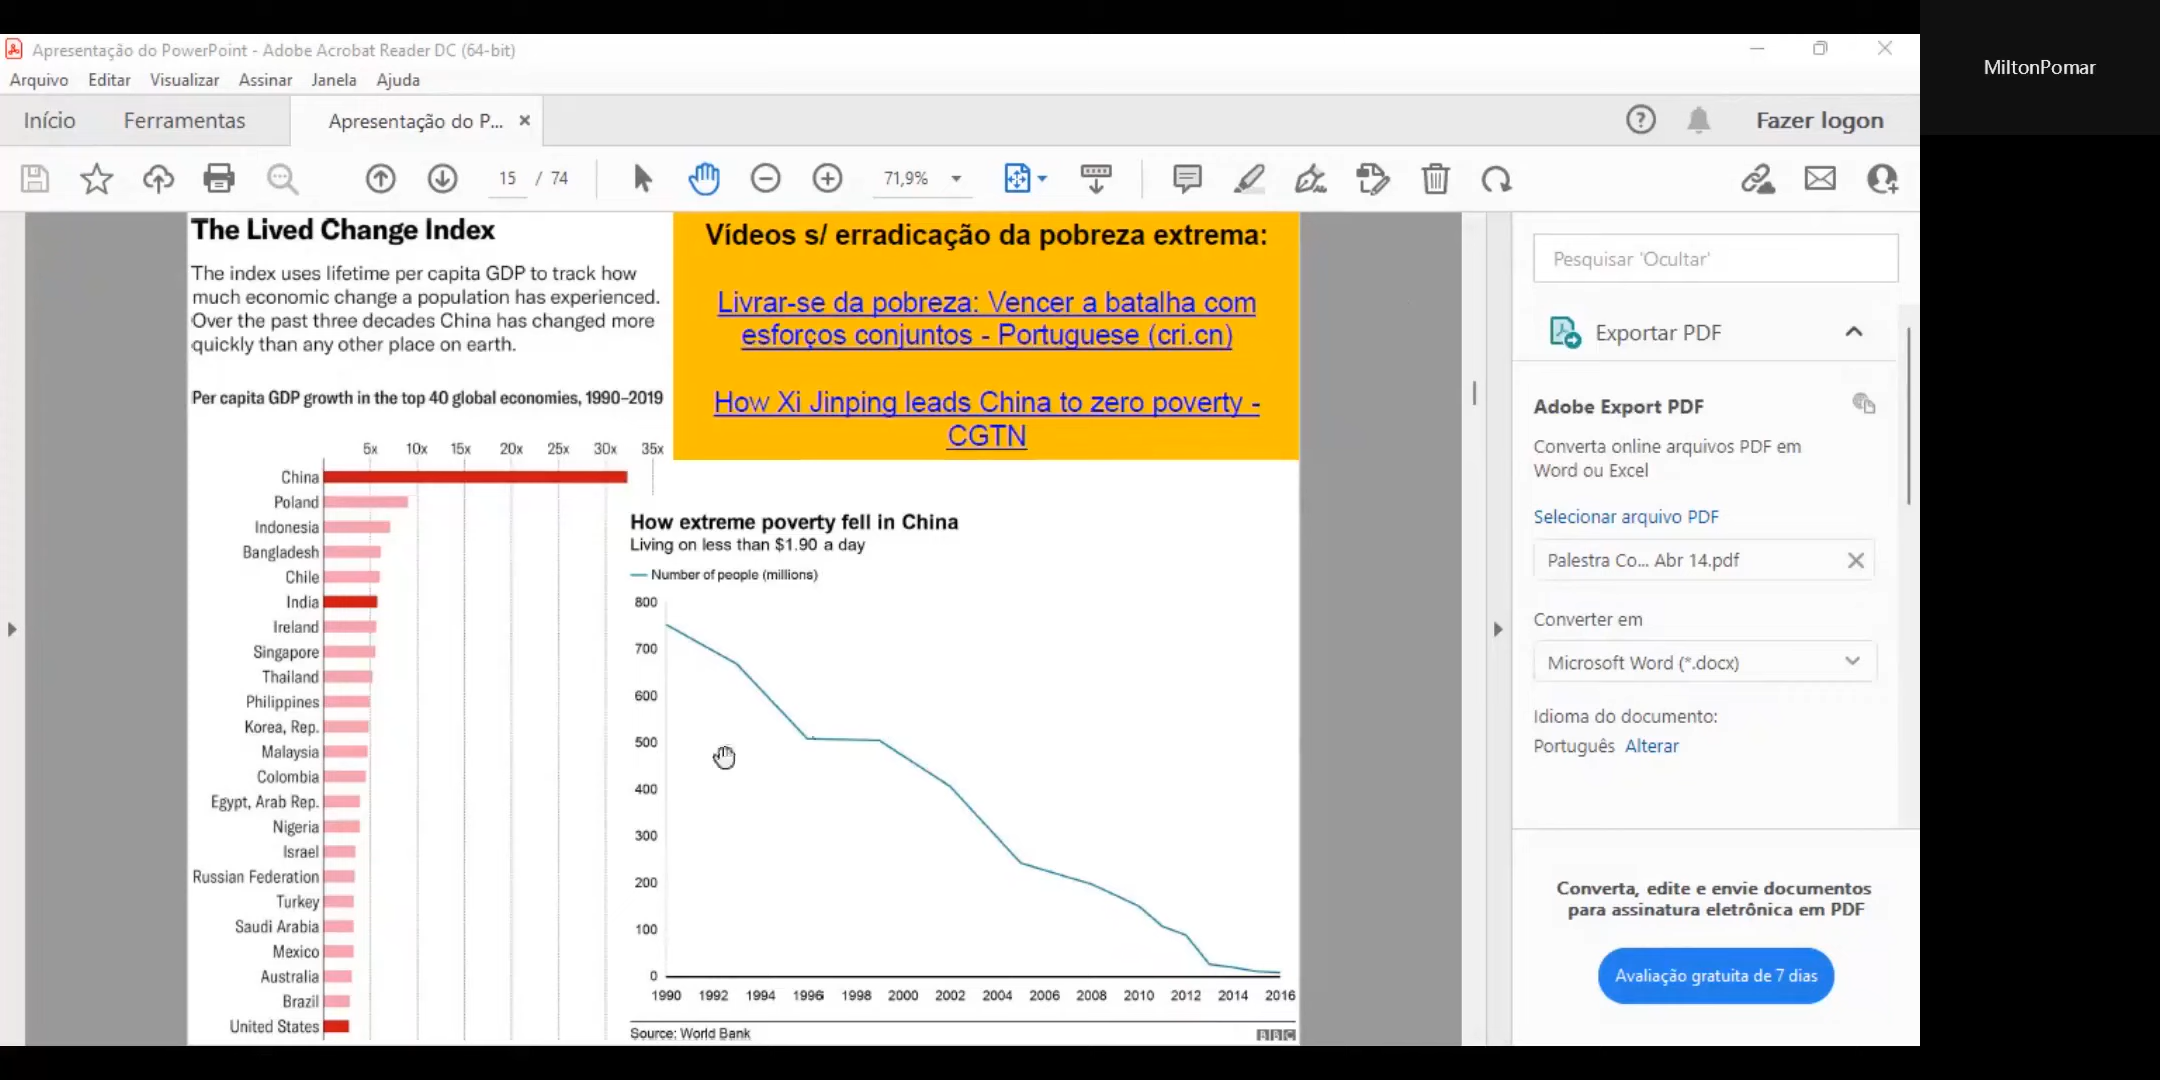 Apresentação do PowerPoint - Adobe Acrobat Reader DC (64-bit)
MiltonPomar
Arquivo Editar Visualizar Assinar Janela Ajuda
Início Ferramentas Apresentação do P... × Fazer logon
15 / 74 71,9%
The Lived Change Index
The index uses lifetime per capita GDP to track how
much economic change a population has experienced.
Over the past three decades China has changed more
quickly than any other place on earth.
Per capita GDP growth in the top 40 global economies, 1990–2019
5x 10x 15x 20x 25x 30x 35x
China
Poland
Indonesia
Bangladesh
Chile
India
Ireland
Singapore
Thailand
Philippines
Korea, Rep.
Malaysia
Colombia
Egypt, Arab Rep.
Nigeria
Israel
Russian Federation
Turkey
Saudi Arabia
Mexico
Australia
Brazil
United States
Vídeos s/ erradicação da pobreza extrema:
Livrar-se da pobreza: Vencer a batalha com
esforços conjuntos - Portuguese (cri.cn)
How Xi Jinping leads China to zero poverty -
CGTN
How extreme poverty fell in China
Living on less than $1.90 a day
Number of people (millions)
800
700
600
500
400
300
200
100
0
1990 1992 1994 1996 1998 2000 2002 2004 2006 2008 2010 2012 2014 2016
Source: World Bank
BBC
Pesquisar 'Ocultar'
Exportar PDF
Adobe Export PDF
Converta online arquivos PDF em
Word ou Excel
Selecionar arquivo PDF
Palestra Co... Abr 14.pdf
Converter em
Microsoft Word (*.docx)
Idioma do documento:
Português Alterar
Converta, edite e envie documentos
para assinatura eletrônica em PDF
Avaliação gratuita de 7 dias